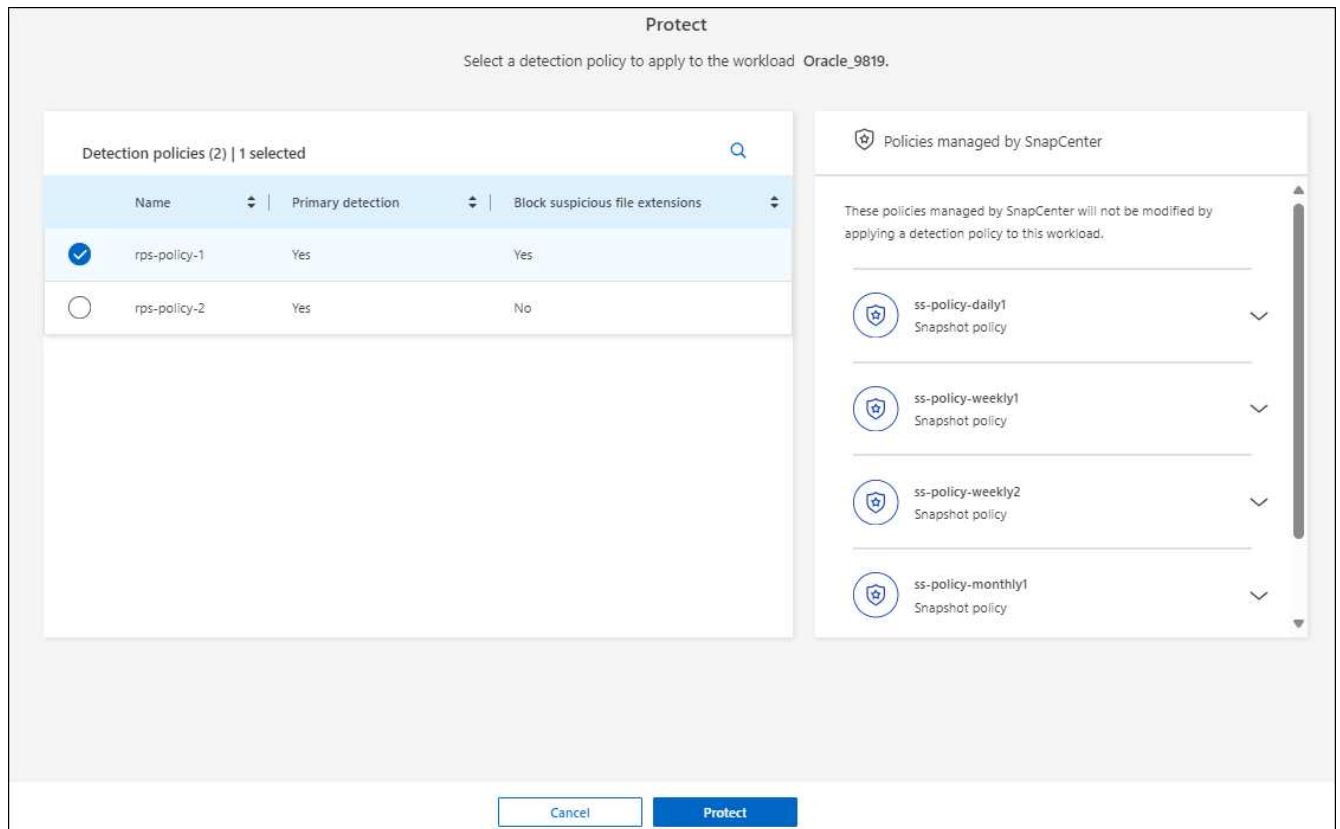 Protect
Select a detection policy to apply to the workload Oracle_9819.
Detection policies (2) | 1 selected
Name Primary detection Block suspicious file extensions
rps-policy-1 Yes Yes
rps-policy-2 Yes No
Policies managed by SnapCenter
These policies managed by SnapCenter will not be modified by
applying a detection policy to this workload.
ss-policy-daily1
Snapshot policy
ss-policy-weekly1
Snapshot policy
ss-policy-weekly2
Snapshot policy
ss-policy-monthly1
Snapshot policy
Cancel Protect